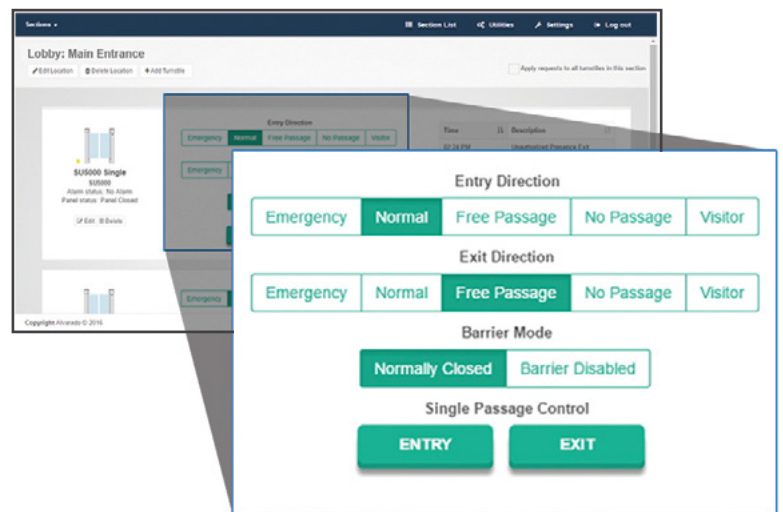 Sections
Section List Utilities Settings Log out
Lobby: Main Entrance
Edit Location Delete Location Add Turnstile
Apply requests to all turnstiles in this section
Entry Direction
Emergency Normal Free Passage No Passage Visitor
Time Description
02:24 PM Unauthorized Presence Exit
Emergency
SU5000 Single
SU5000
Alarm status: No Alarm
Panel status: Panel Closed
Edit Delete
Emergency
Copyright Alvarado © 2016
Entry Direction
Emergency Normal Free Passage No Passage Visitor
Exit Direction
Emergency Normal Free Passage No Passage Visitor
Barrier Mode
Normally Closed Barrier Disabled
Single Passage Control
ENTRY EXIT